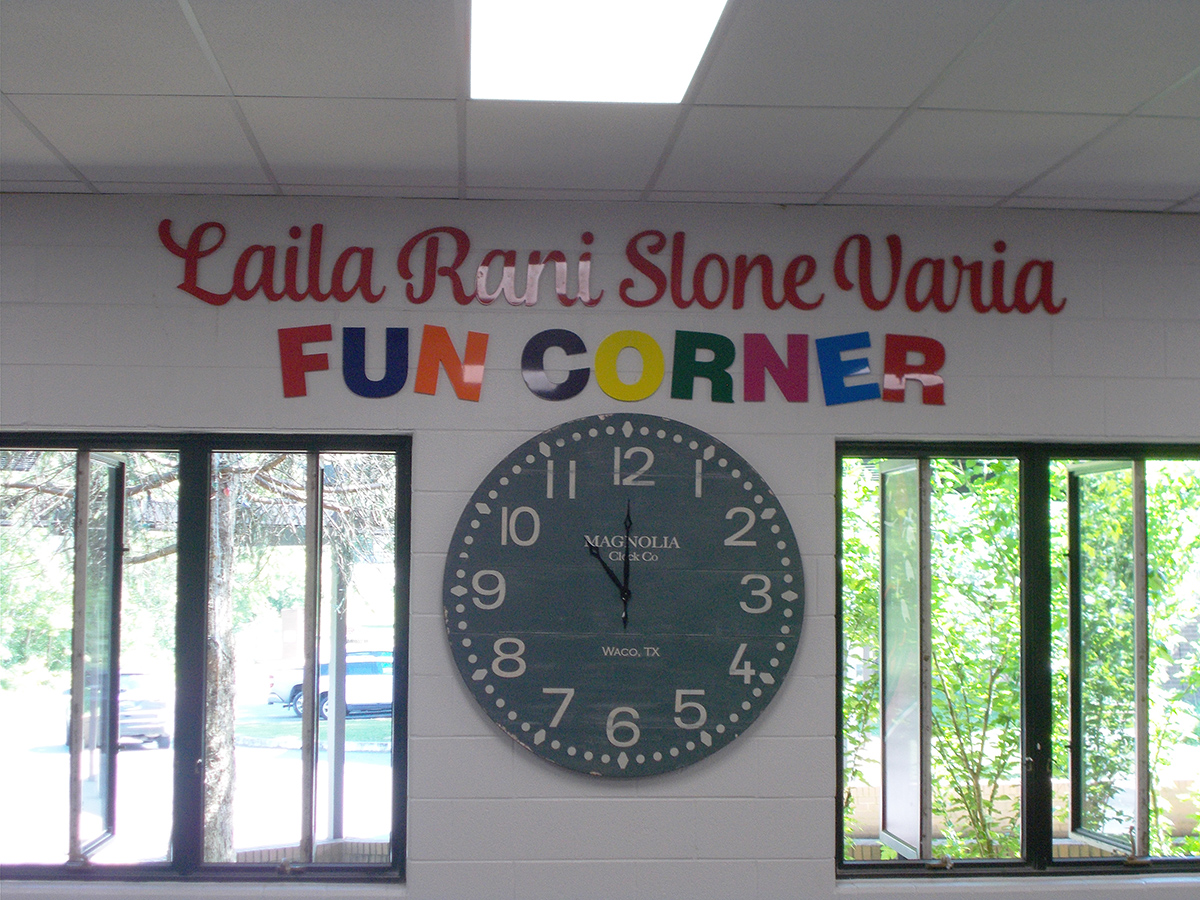 Laila Rani Slone Varia
FUN CORNER
11 12 1
10 2
MAGNOLIA
Clock Co
9 3
WACO, TX
8 4
7 6 5